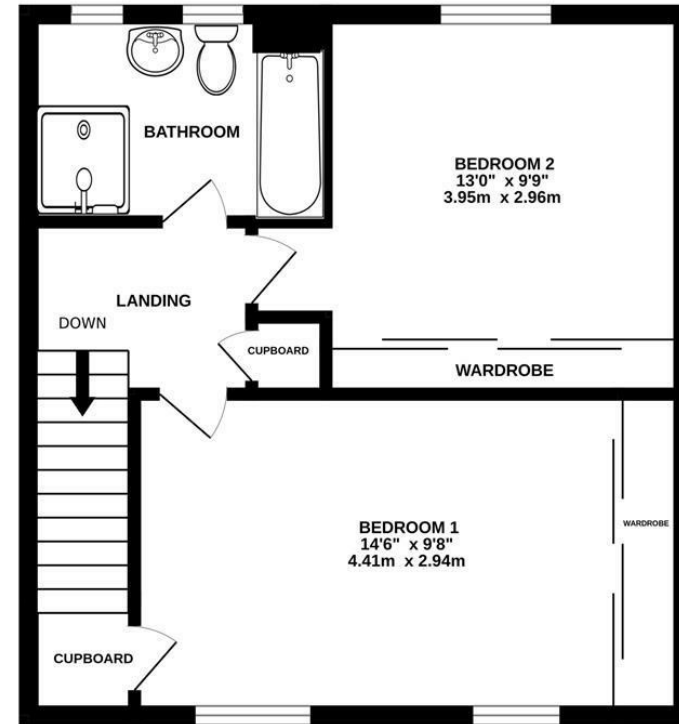 BATHROOM
BEDROOM 2
13'0" x 9'9"
3.95m x 2.96m
LANDING
DOWN
CUPBOARD
WARDROBE
BEDROOM 1
14'6" x 9'8"
4.41m x 2.94m
WARDROBE
CUPBOARD